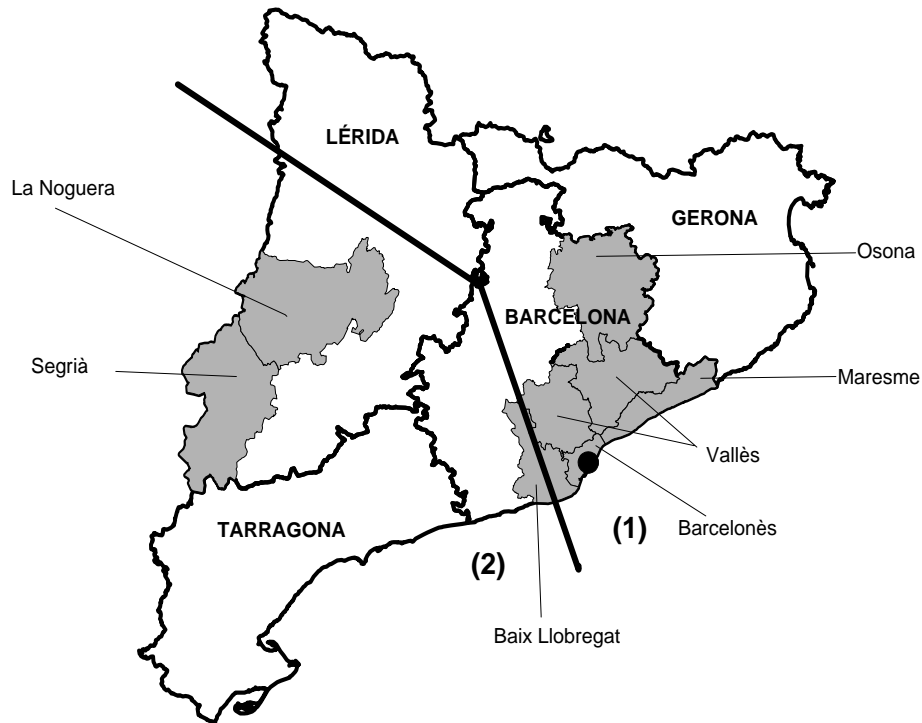 LÉRIDA
La Noguera
GERONA
Osona
BARCELONA
Segrià
Maresme
Vallès
TARRAGONA
(1)
Barcelonès
(2)
Baix Llobregat